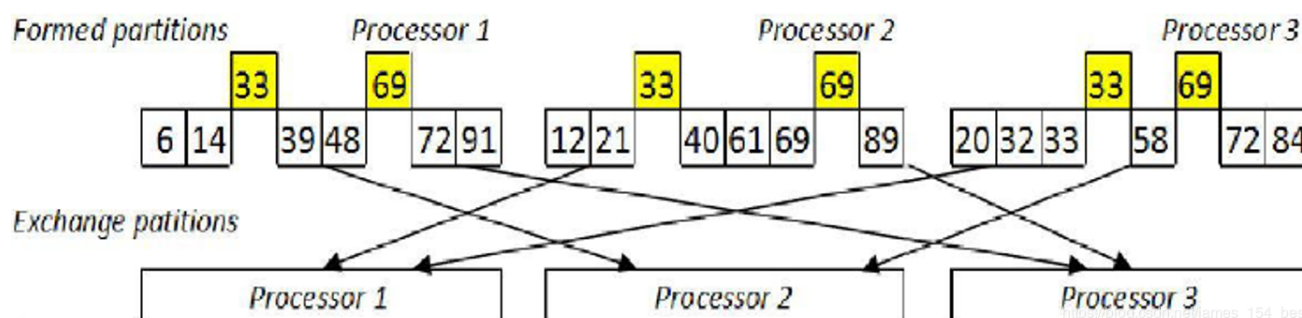 Formed partitions Processor 1 Processor 2 Processor 3
33 69 33 69 33 69
6 14 39 48 72 91 12 21 40 61 69 89 20 32 33 58 72 84
Exchange patitions
Processor 1 Processor 2 Processor 3